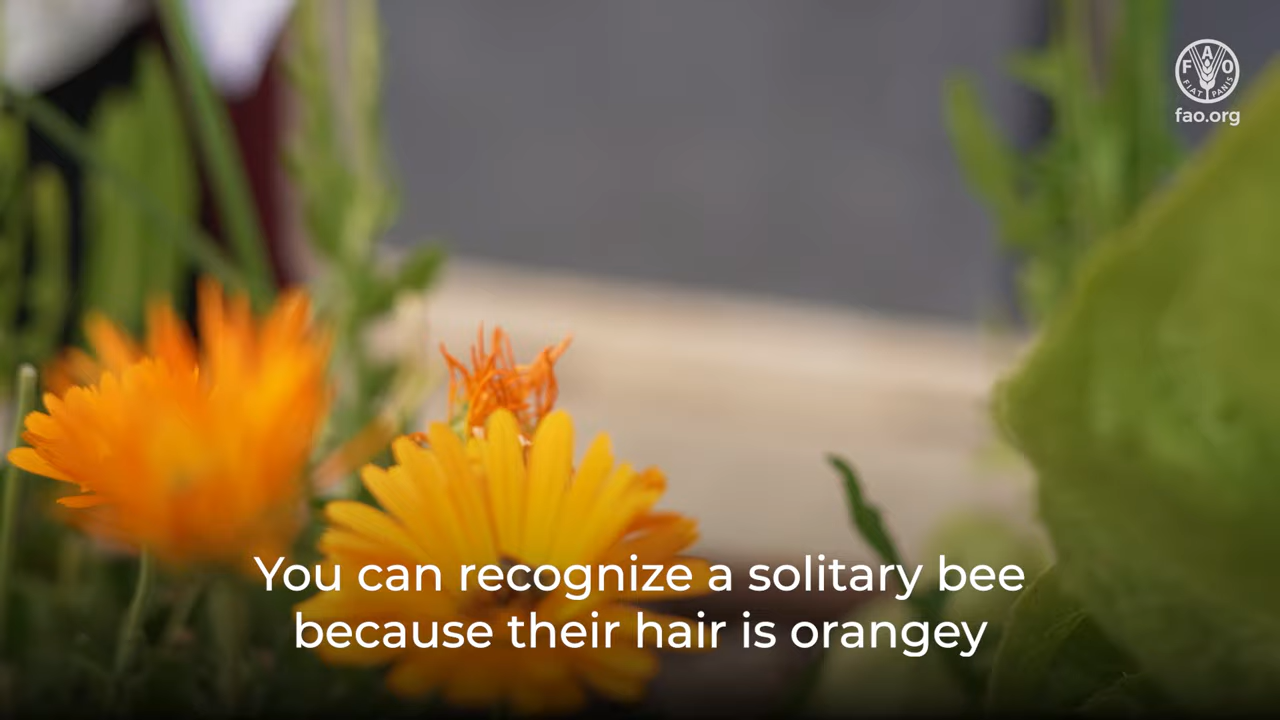 FAO
FIAT PANIS
fao.org
You can recognize a solitary bee
because their hair is orangey